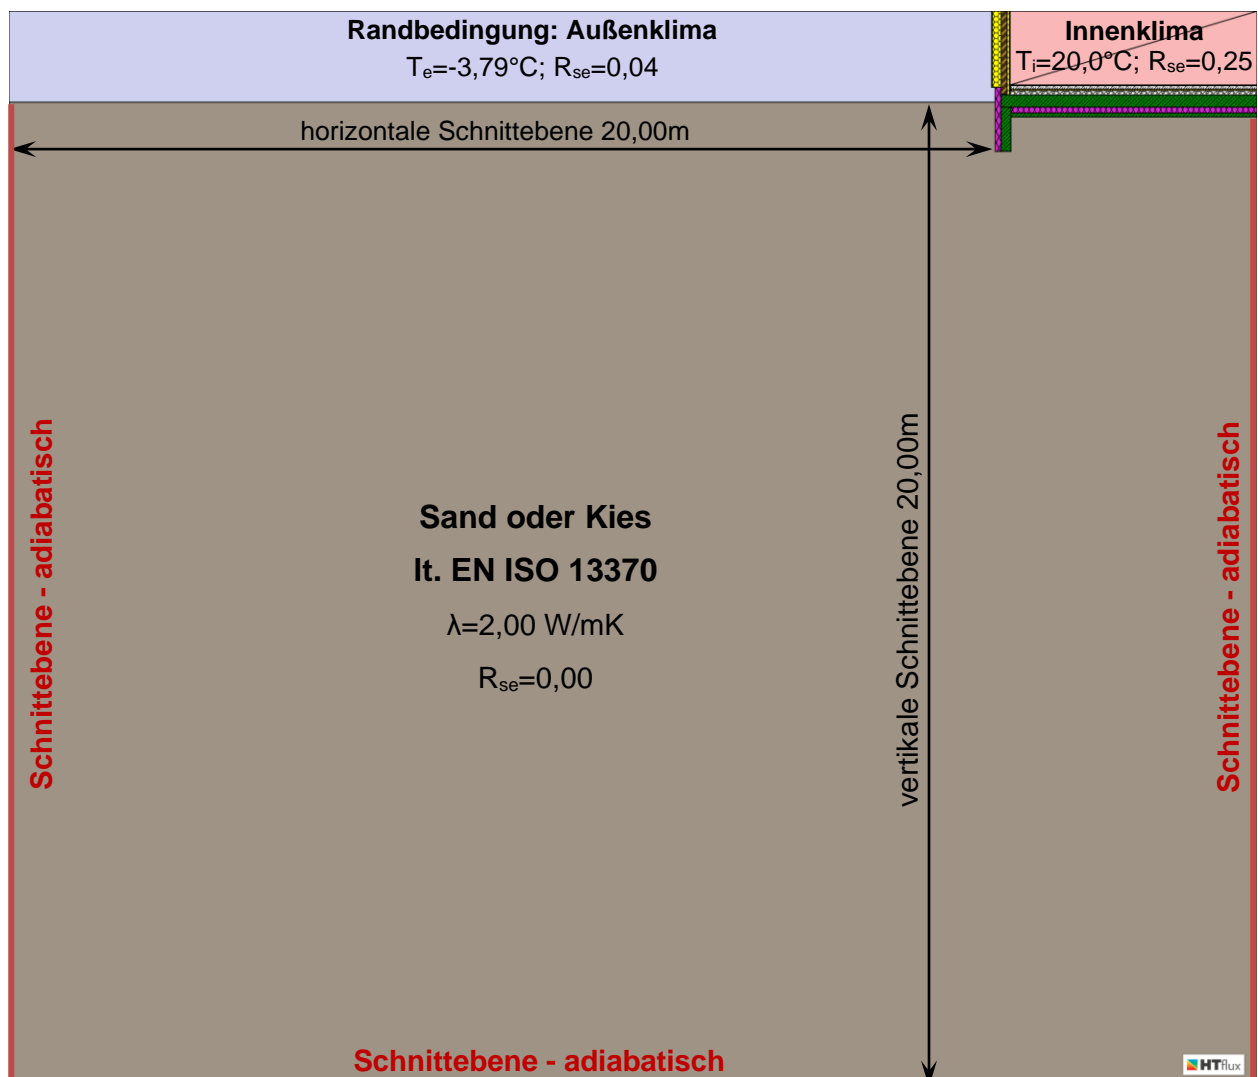 Randbedingung: Außenklima
Tₑ=-3,79°C; Rₛₑ=0,04
Innenklima
Tᵢ=20,0°C; Rₛₑ=0,25
horizontale Schnittebene 20,00m
vertikale Schnittebene 20,00m
Schnittebene - adiabatisch
Sand oder Kies
lt. EN ISO 13370
λ=2,00 W/mK
Rₛₑ=0,00
Schnittebene - adiabatisch
Schnittebene - adiabatisch
HTflux